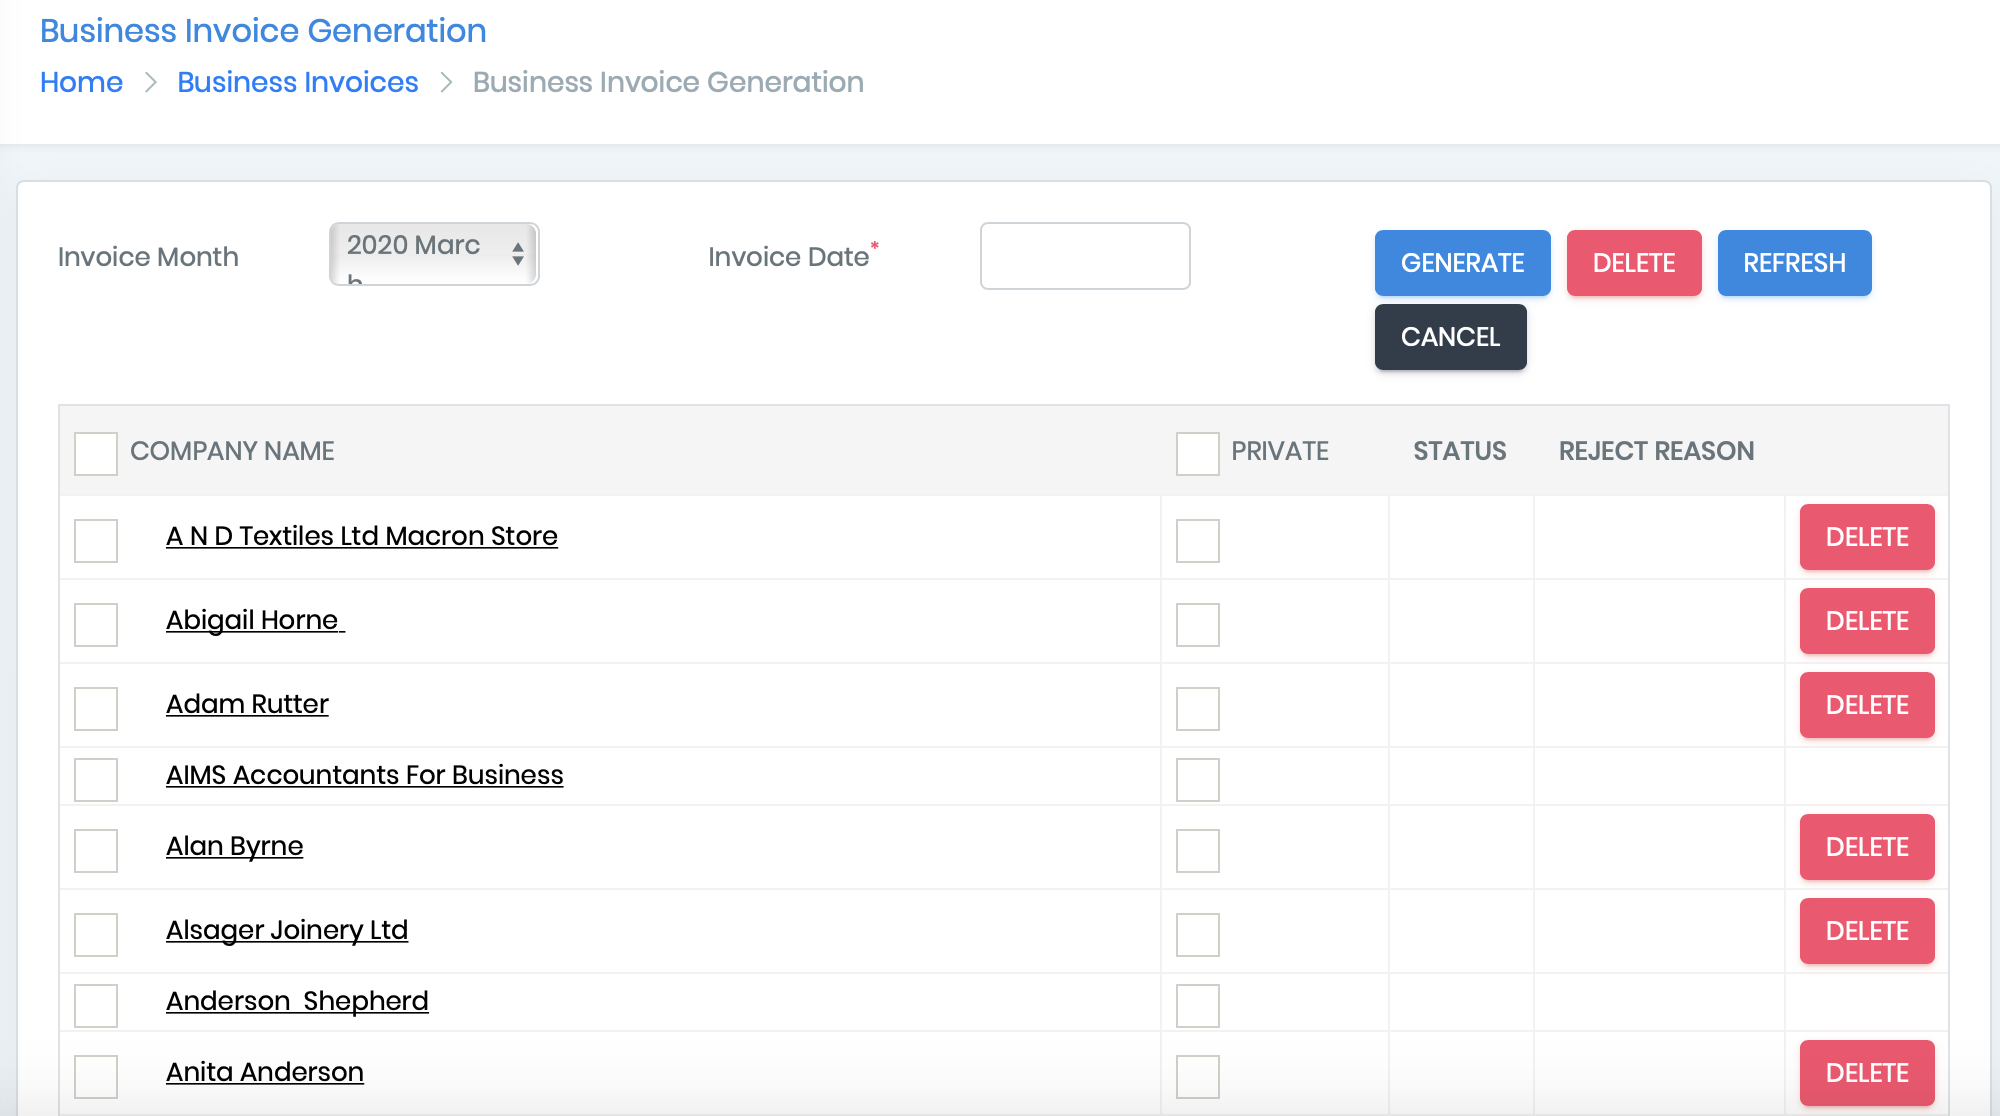 Business Invoice Generation
Home > Business Invoices > Business Invoice Generation
Invoice Month 2020 March Invoice Date* GENERATE DELETE REFRESH
CANCEL
COMPANY NAME PRIVATE STATUS REJECT REASON
A N D Textiles Ltd Macron Store DELETE
Abigail Horne DELETE
Adam Rutter DELETE
AIMS Accountants For Business
Alan Byrne DELETE
Alsager Joinery Ltd DELETE
Anderson  Shepherd
Anita Anderson DELETE